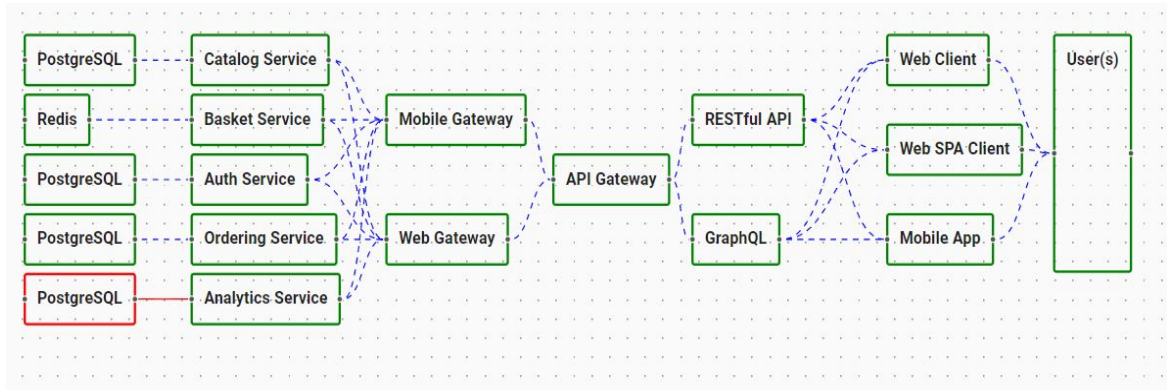 PostgreSQL
Catalog Service
Web Client
User(s)
Redis
Basket Service
Mobile Gateway
RESTful API
Web SPA Client
PostgreSQL
Auth Service
API Gateway
PostgreSQL
Ordering Service
Web Gateway
GraphQL
Mobile App
PostgreSQL
Analytics Service